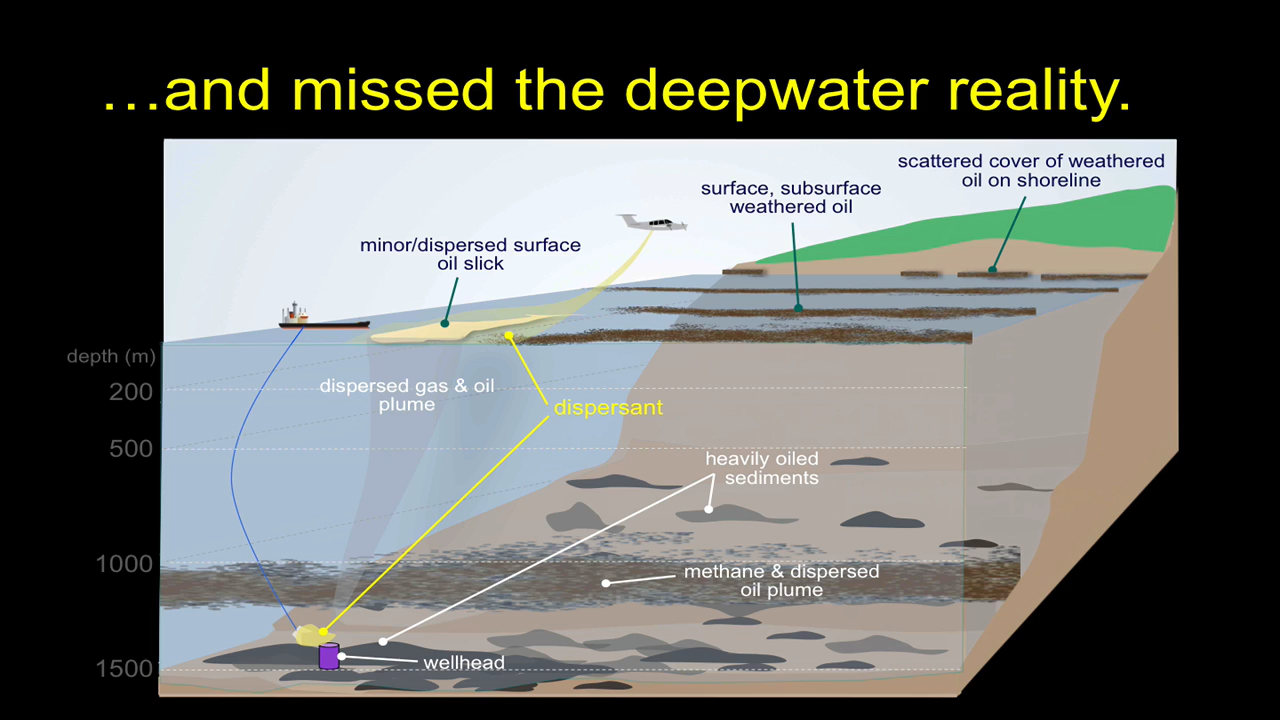 …and missed the deepwater reality.
scattered cover of weathered
oil on shoreline
surface, subsurface
weathered oil
minor/dispersed surface
oil slick
depth (m)
200
dispersed gas & oil
plume
dispersant
500
heavily oiled
sediments
1000
methane & dispersed
oil plume
wellhead
1500